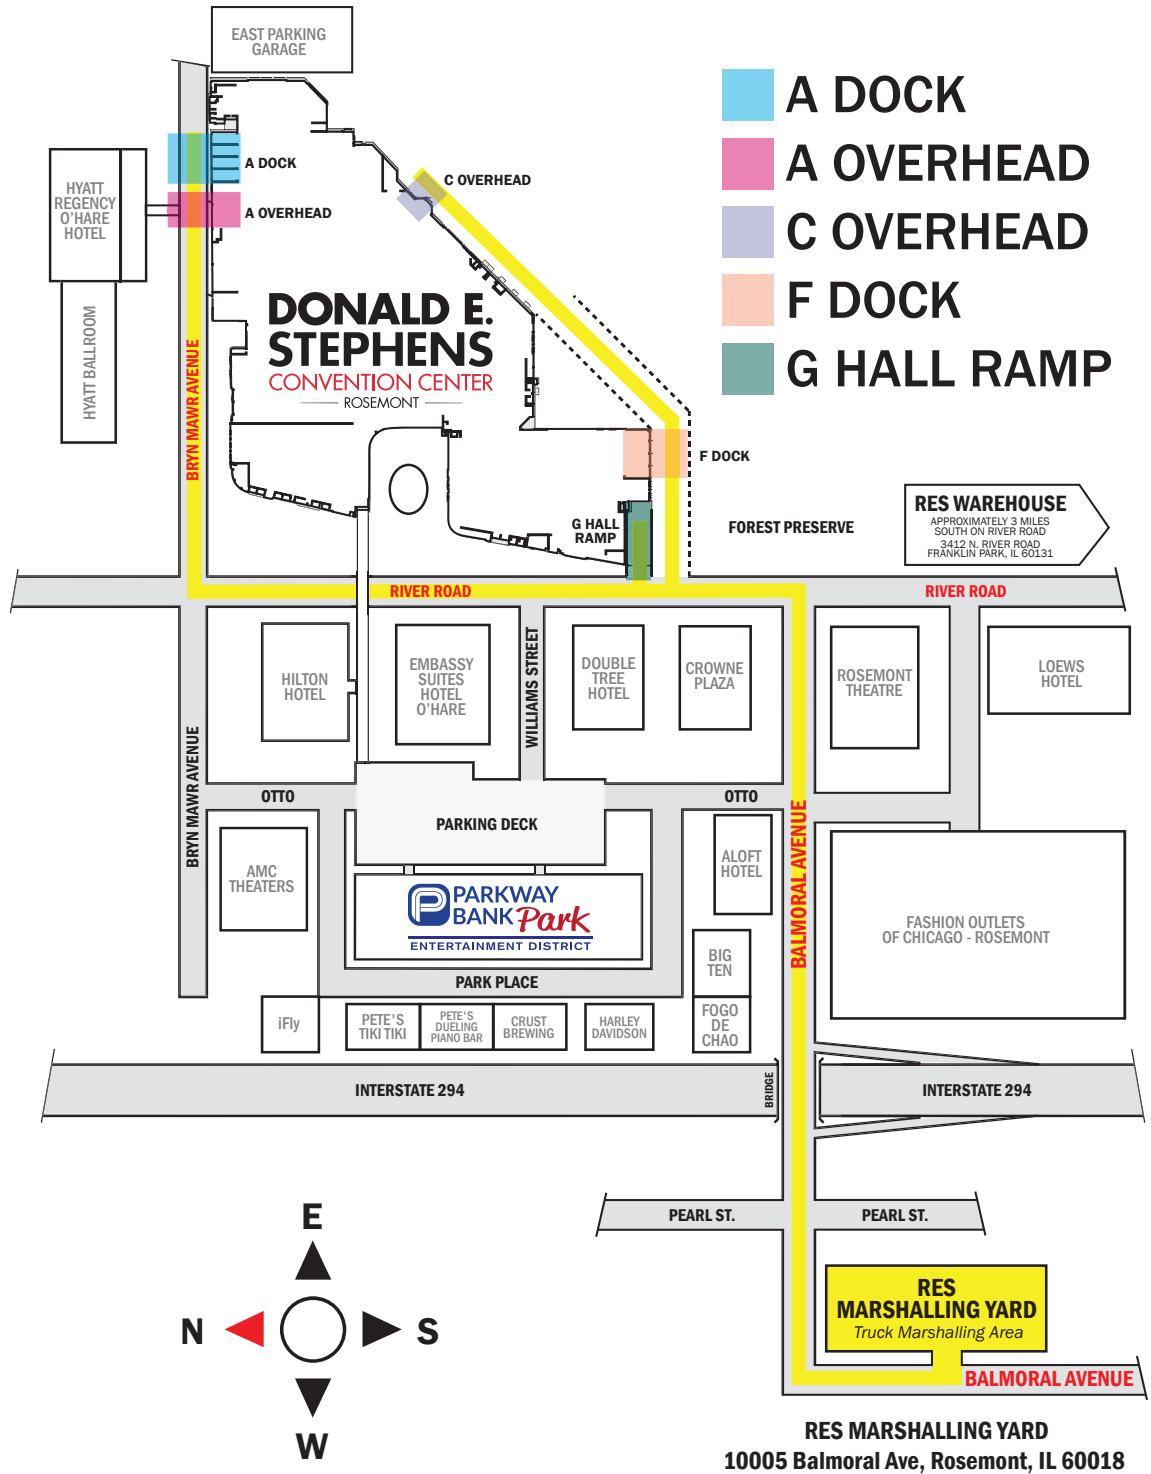 EAST PARKING
GARAGE
A DOCK
A OVERHEAD
C OVERHEAD
F DOCK
G HALL RAMP
A DOCK
A OVERHEAD
C OVERHEAD
HYATT
REGENCY
O'HARE
HOTEL
HYATT BALLROOM
BRYN MAWR AVENUE
DONALD E.
STEPHENS
CONVENTION CENTER
ROSEMONT
F DOCK
G HALL
RAMP
FOREST PRESERVE
RES WAREHOUSE
APPROXIMATELY 3 MILES
SOUTH ON RIVER ROAD
3412 N. RIVER ROAD
FRANKLIN PARK, IL 60131
RIVER ROAD
RIVER ROAD
HILTON
HOTEL
EMBASSY
SUITES
HOTEL
O'HARE
WILLIAMS STREET
DOUBLE
TREE
HOTEL
CROWNE
PLAZA
ROSEMONT
THEATRE
LOEWS
HOTEL
BRYN MAWR AVENUE
OTTO
OTTO
PARKING DECK
BALMORAL AVENUE
AMC
THEATERS
ALOFT
HOTEL
P PARKWAY
BANK Park
ENTERTAINMENT DISTRICT
FASHION OUTLETS
OF CHICAGO - ROSEMONT
BIG
TEN
PARK PLACE
iFly
PETE'S
TIKI TIKI
PETE'S
DUELING
PIANO BAR
CRUST
BREWING
HARLEY
DAVIDSON
FOGO
DE
CHAO
INTERSTATE 294
BRIDGE
INTERSTATE 294
PEARL ST.
PEARL ST.
E
N
S
W
RES
MARSHALLING YARD
Truck Marshalling Area
BALMORAL AVENUE
RES MARSHALLING YARD
10005 Balmoral Ave, Rosemont, IL 60018